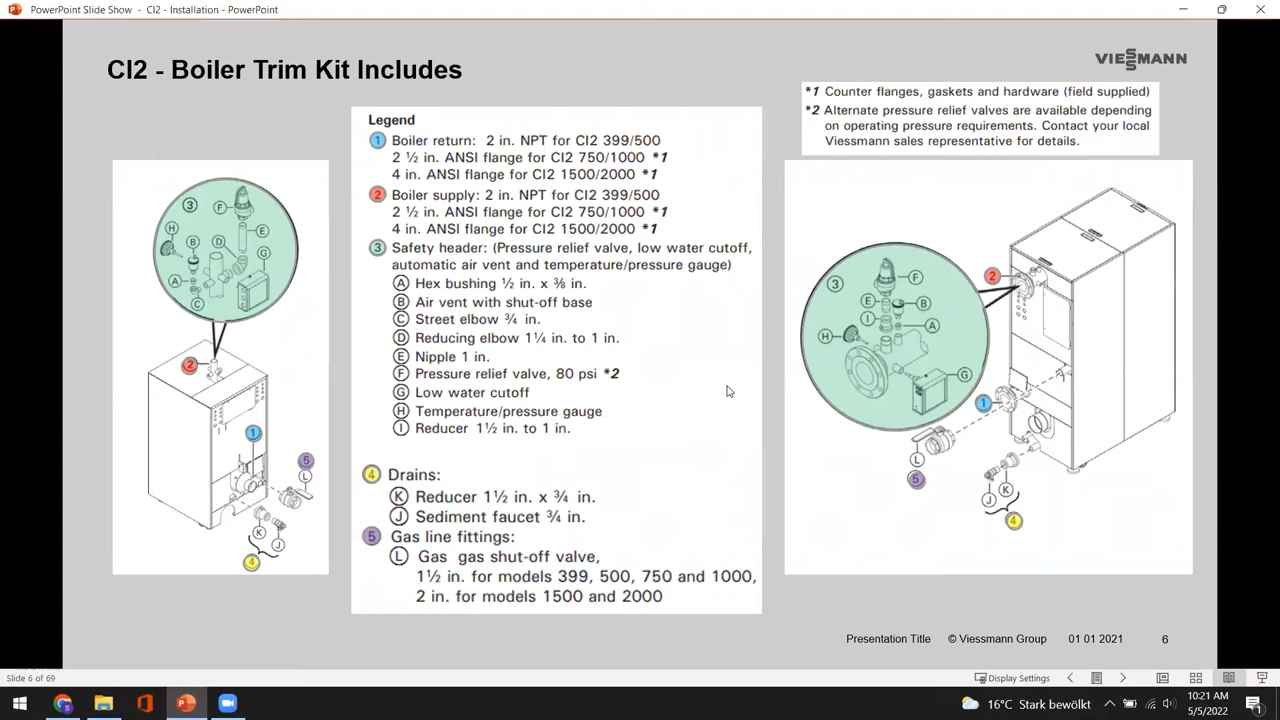 PowerPoint Slide Show - CI2 - Installation - PowerPoint
CI2 - Boiler Trim Kit Includes
VIESSMANN
*1 Counter flanges, gaskets and hardware (field supplied)
*2 Alternate pressure relief valves are available depending
on operating pressure requirements. Contact your local
Viessmann sales representative for details.
3
F
H
B
D
E
G
A
C
2
1
5
L
K
J
4
Legend
1 Boiler return: 2 in. NPT for CI2 399/500
2 ½ in. ANSI flange for CI2 750/1000 *1
4 in. ANSI flange for CI2 1500/2000 *1
2 Boiler supply: 2 in. NPT for CI2 399/500
2 ½ in. ANSI flange for CI2 750/1000 *1
4 in. ANSI flange for CI2 1500/2000 *1
3 Safety header: (Pressure relief valve, low water cutoff,
automatic air vent and temperature/pressure gauge)
A Hex bushing ½ in. x ⅜ in.
B Air vent with shut-off base
C Street elbow ¾ in.
D Reducing elbow 1¼ in. to 1 in.
E Nipple 1 in.
F Pressure relief valve, 80 psi *2
G Low water cutoff
H Temperature/pressure gauge
I Reducer 1½ in. to 1 in.
4 Drains:
K Reducer 1½ in. x ¾ in.
J Sediment faucet ¾ in.
5 Gas line fittings:
L Gas gas shut-off valve,
1½ in. for models 399, 500, 750 and 1000,
2 in. for models 1500 and 2000
3
F
E
B
I
A
H
G
2
1
L
5
J
K
4
Presentation Title © Viessmann Group 01 01 2021 6
Slide 6 of 69
Display Settings
16°C Stark bewölkt
10:21 AM
5/5/2022
1